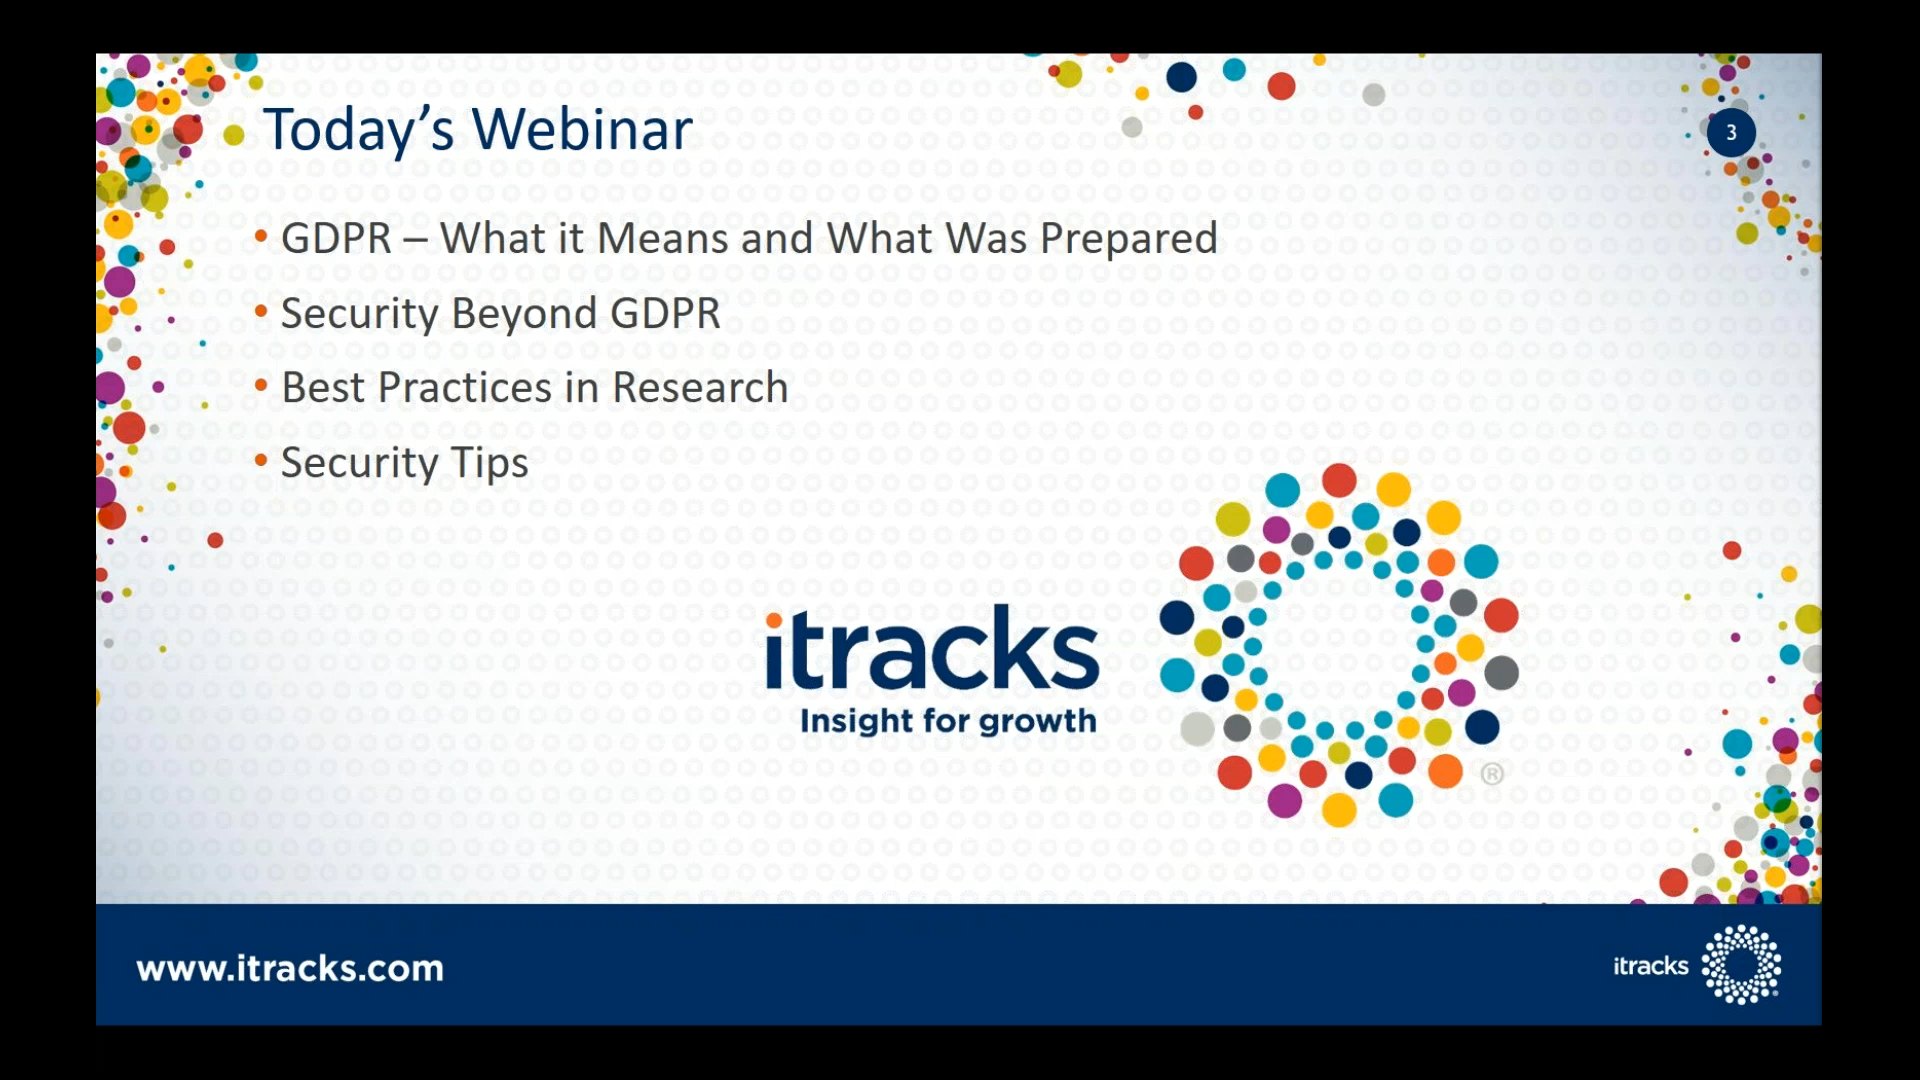 Today’s Webinar
3
• GDPR – What it Means and What Was Prepared
• Security Beyond GDPR
• Best Practices in Research
• Security Tips
itracks
Insight for growth
®
www.itracks.com
itracks